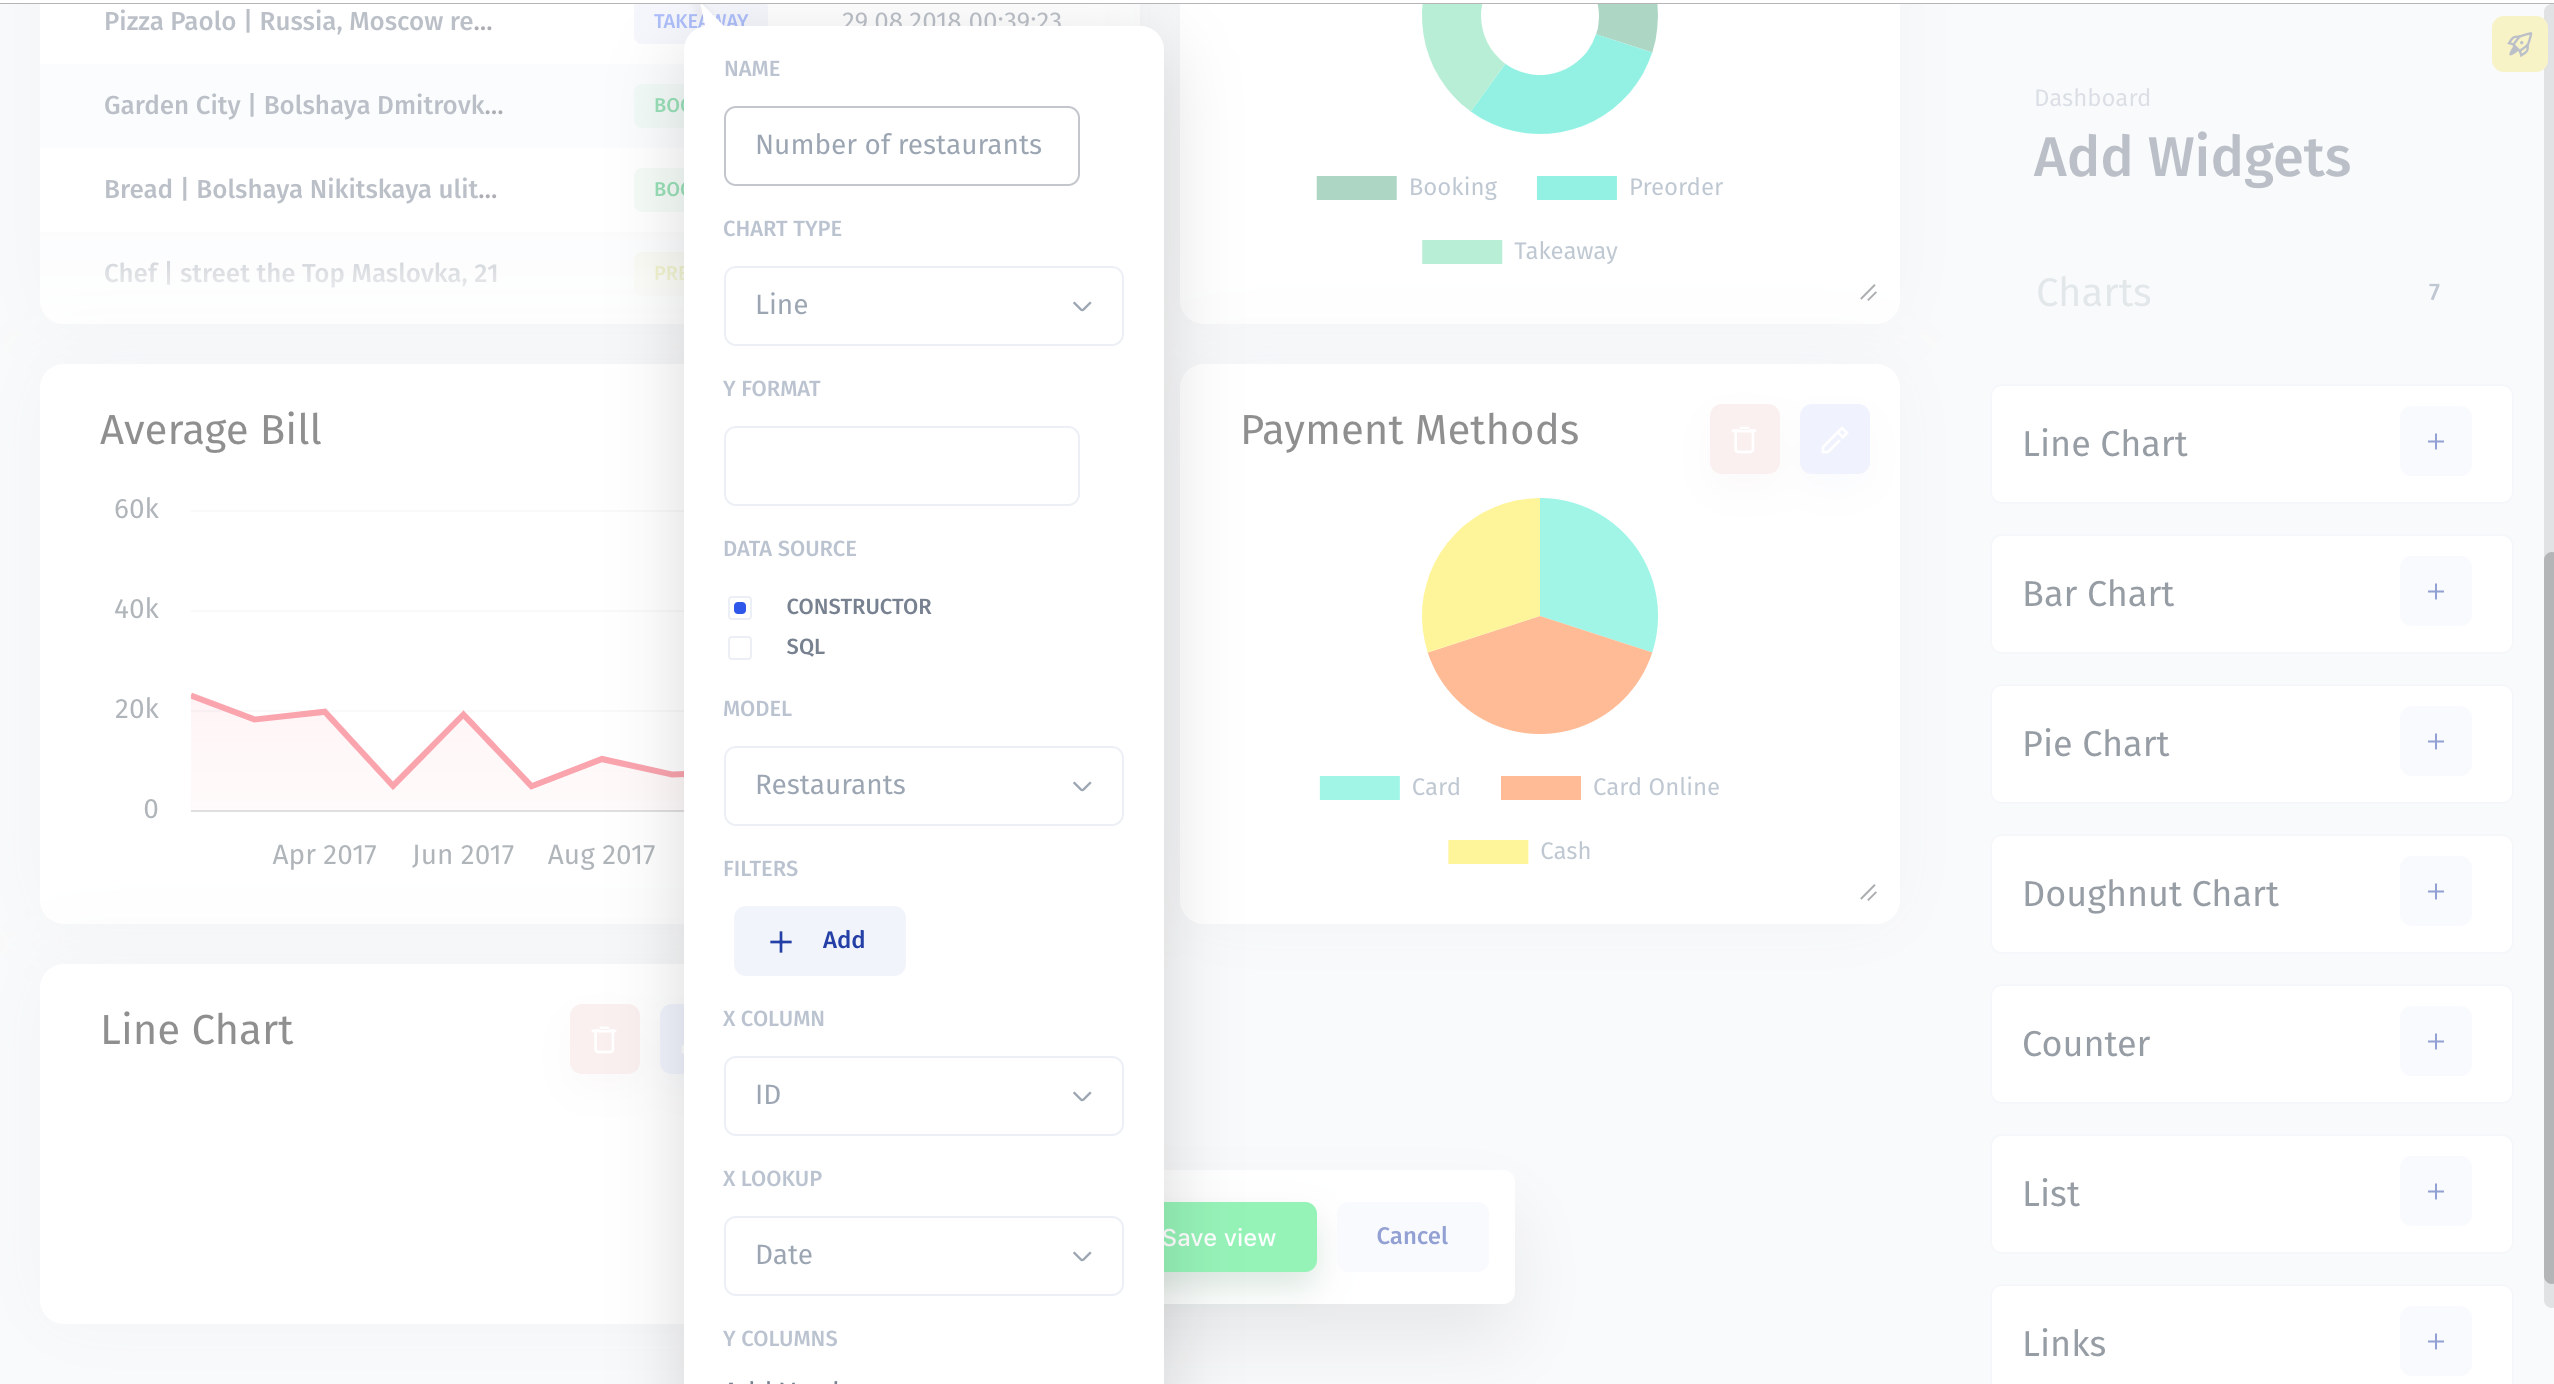 Pizza Paolo | Russia, Moscow re...
TAKEAWAY
29.08.2018 00:39:23
Garden City | Bolshaya Dmitrovk...
Bread | Bolshaya Nikitskaya ulit...
Chef | street the Top Maslovka, 21
Average Bill
60k
40k
20k
0
Apr 2017
Jun 2017
Aug 2017
Line Chart
NAME
Number of restaurants
CHART TYPE
Line
Y FORMAT
DATA SOURCE
CONSTRUCTOR
SQL
MODEL
Restaurants
FILTERS
+ Add
X COLUMN
ID
X LOOKUP
Date
Y COLUMNS
Booking
Preorder
Takeaway
Payment Methods
Card
Card Online
Cash
Save view
Cancel
Dashboard
Add Widgets
Charts
7
Line Chart
+
Bar Chart
+
Pie Chart
+
Doughnut Chart
+
Counter
+
List
+
Links
+